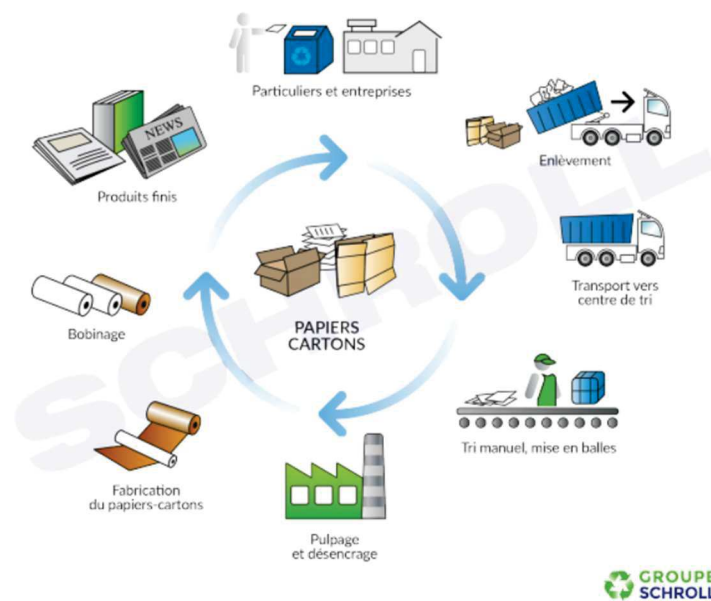 Particuliers et entreprises
NEWS
Produits finis
Enlèvement
Transport vers
centre de tri
Bobinage
PAPIERS
CARTONS
Tri manuel, mise en balles
Fabrication
du papiers-cartons
Pulpage
et désencrage
SCHROLL
GROUPE
SCHROLL